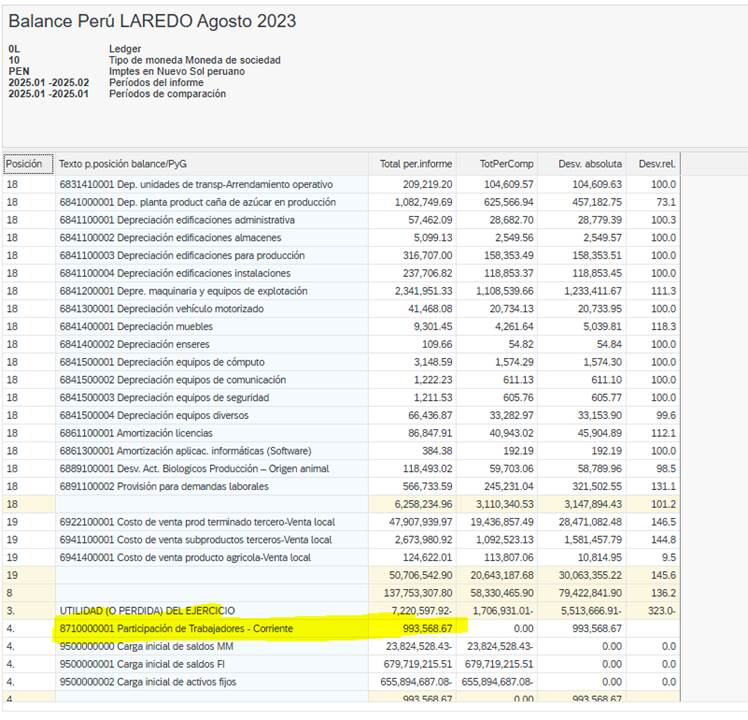 Balance Perú LAREDO Agosto 2023
0L Ledger
10 Tipo de moneda Moneda de sociedad
PEN Imptes en Nuevo Sol peruano
2025.01 -2025.02 Períodos del informe
2025.01 -2025.01 Períodos de comparación
Posición Texto p.posición balance/PyG Total per.informe TotPerComp Desv. absoluta Desv.rel.
18 6831410001 Dep. unidades de transp-Arrendamiento operativo 209,219.20 104,609.57 104,609.63 100.0
18 6841000001 Dep. planta product caña de azúcar en producción 1,082,749.69 625,566.94 457,182.75 73.1
18 6841100001 Depreciación edificaciones administrativa 57,462.09 28,682.70 28,779.39 100.3
18 6841100002 Depreciación edificaciones almacenes 5,099.13 2,549.56 2,549.57 100.0
18 6841100003 Depreciación edificaciones para producción 316,707.00 158,353.49 158,353.51 100.0
18 6841100004 Depreciación edificaciones instalaciones 237,706.82 118,853.37 118,853.45 100.0
18 6841200001 Depre. maquinaria y equipos de explotación 2,341,951.33 1,108,539.66 1,233,411.67 111.3
18 6841300001 Depreciación vehículo motorizado 41,468.08 20,734.13 20,733.95 100.0
18 6841400001 Depreciación muebles 9,301.45 4,261.64 5,039.81 118.3
18 6841400002 Depreciación enseres 109.66 54.82 54.84 100.0
18 6841500001 Depreciación equipos de cómputo 3,148.59 1,574.29 1,574.30 100.0
18 6841500002 Depreciación equipos de comunicación 1,222.23 611.13 611.10 100.0
18 6841500003 Depreciación equipos de seguridad 1,211.53 605.76 605.77 100.0
18 6841500004 Depreciación equipos diversos 66,436.87 33,282.97 33,153.90 99.6
18 6861100001 Amortización licencias 86,847.91 40,943.02 45,904.89 112.1
18 6861300001 Amortización aplicac. informáticas (Software) 384.38 192.19 192.19 100.0
18 6889100001 Desv. Act. Biologicos Producción – Origen animal 118,493.02 59,703.06 58,789.96 98.5
18 6891100002 Provisión para demandas laborales 566,733.59 245,231.04 321,502.55 131.1
18 6,258,234.96 3,110,340.53 3,147,894.43 101.2
19 6922100001 Costo de venta prod terminado tercero-Venta local 47,907,939.97 19,436,857.49 28,471,082.48 146.5
19 6941100001 Costo de venta subproductos terceros-Venta local 2,673,980.92 1,092,523.13 1,581,457.79 144.8
19 6941400001 Costo de venta producto agricola-Venta local 124,622.01 113,807.06 10,814.95 9.5
19 50,706,542.90 20,643,187.68 30,063,355.22 145.6
8 137,753,307.80 58,330,465.90 79,422,841.90 136.2
3. UTILIDAD (O PERDIDA) DEL EJERCICIO 7,220,597.92- 1,706,931.01- 5,513,666.91- 323.0-
4. 8710000001 Participación de Trabajadores - Corriente 993,568.67 0.00 993,568.67
4. 9500000000 Carga inicial de saldos MM 23,824,528.43- 23,824,528.43- 0.00 0.0
4. 9500000001 Carga inicial de saldos FI 679,719,215.51 679,719,215.51 0.00 0.0
4. 9500000002 Carga inicial de activos fijos 655,894,687.08- 655,894,687.08- 0.00 0.0
4. 993,568.67 0.00 993,568.67